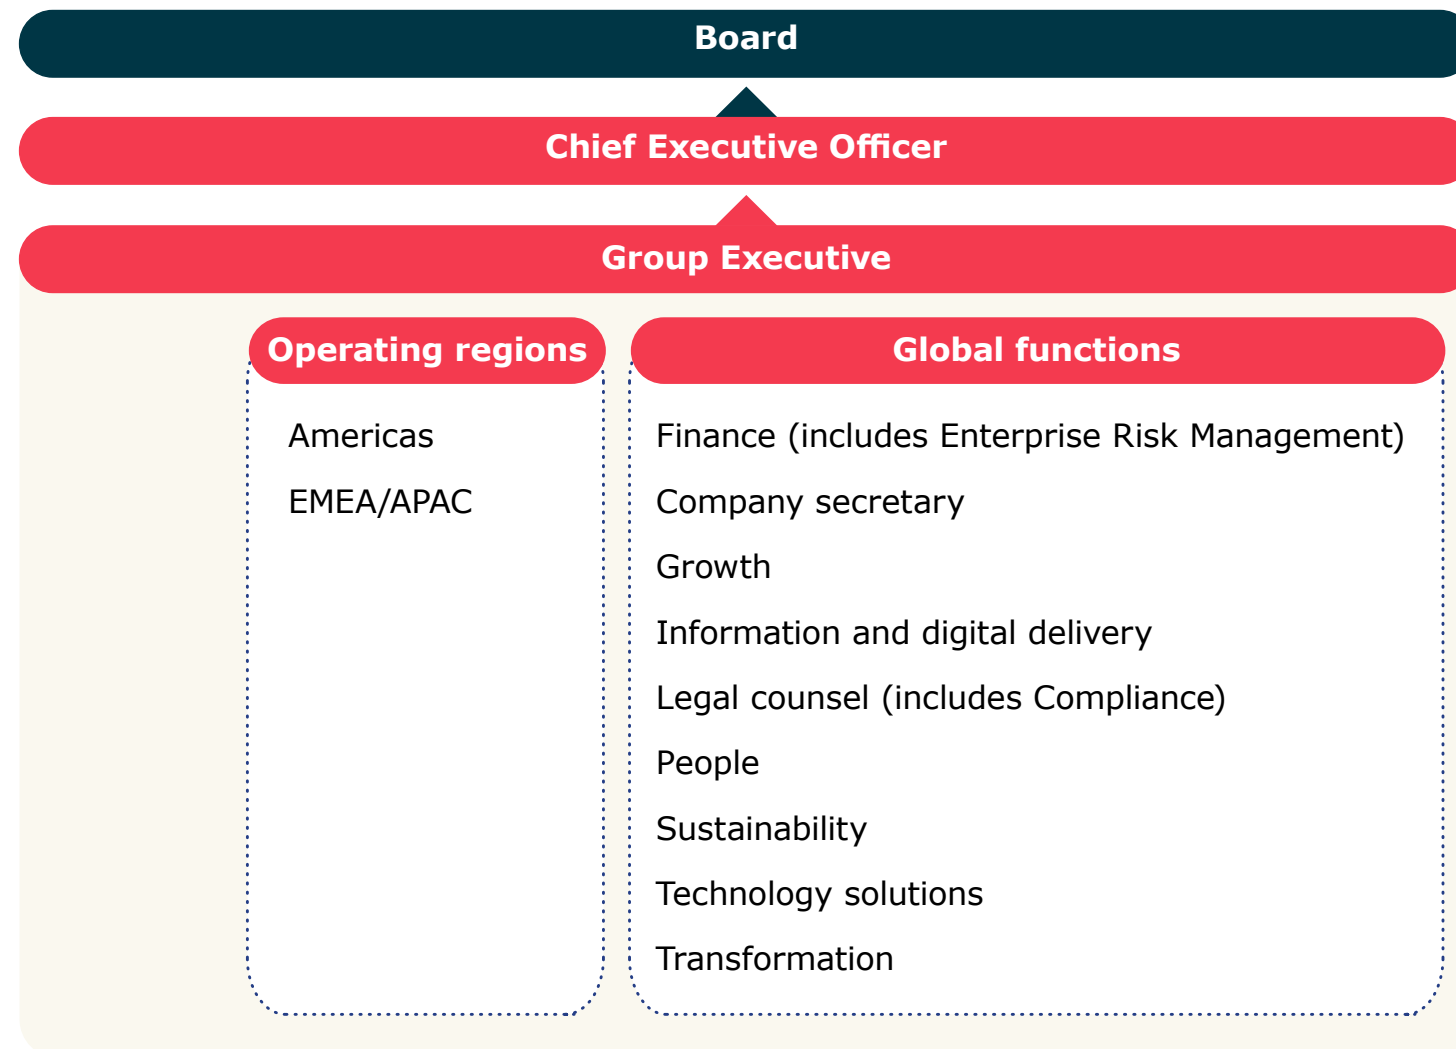 Board
Chief Executive Officer
Group Executive
Operating regions
Americas
EMEA/APAC
Global functions
Finance (includes Enterprise Risk Management)
Company secretary
Growth
Information and digital delivery
Legal counsel (includes Compliance)
People
Sustainability
Technology solutions
Transformation